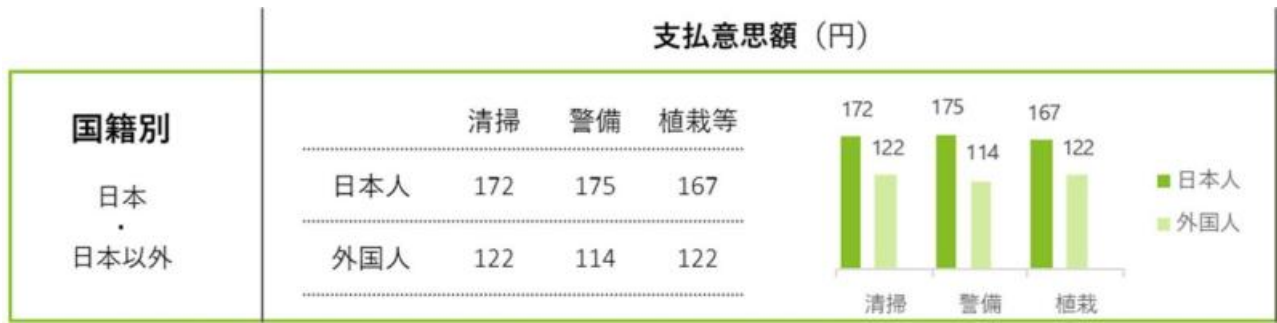 支払意思額（円）
国籍別
日本
・
日本以外
清掃 警備 植栽等
日本人 172 175 167
外国人 122 114 122
172 175 167
122 114 122
清掃 警備 植栽
日本人
外国人